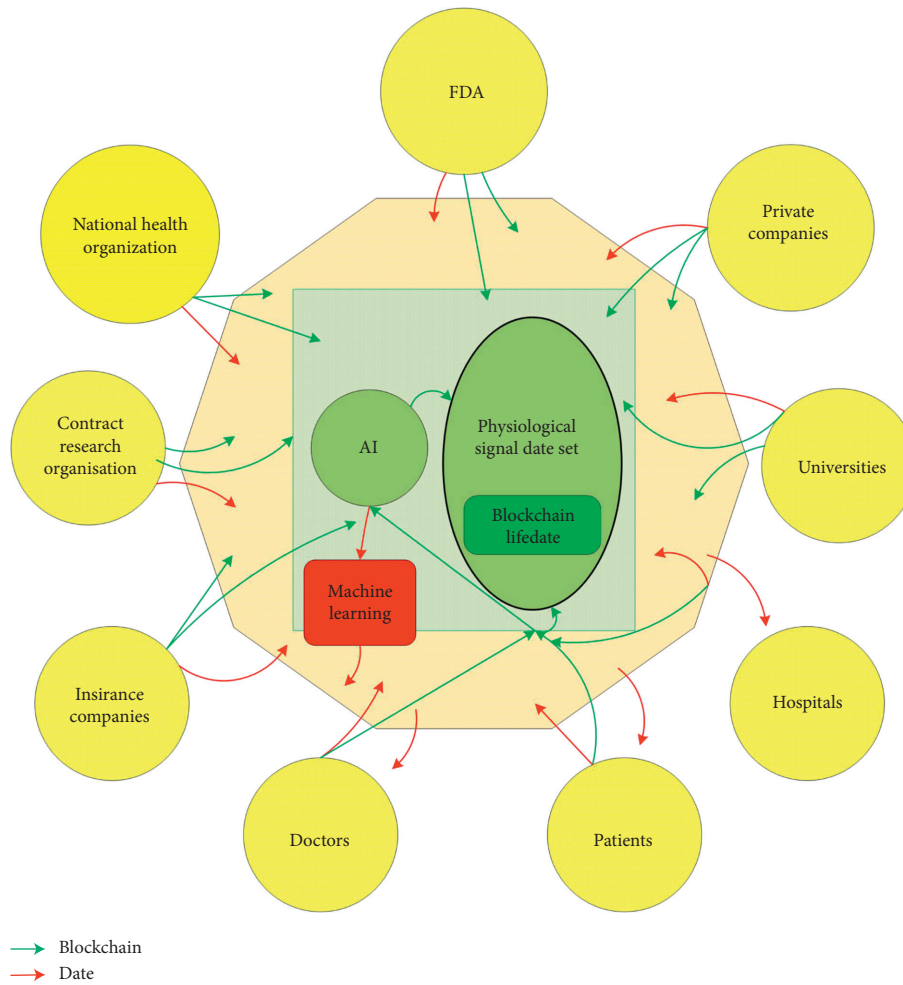 FDA
National health
organization
Private
companies
Contract
research
organisation
AI
Physiological
signal date set
Universities
Blockchain
lifedate
Machine
learning
Insirance
companies
Hospitals
Doctors
Patients
Blockchain
Date